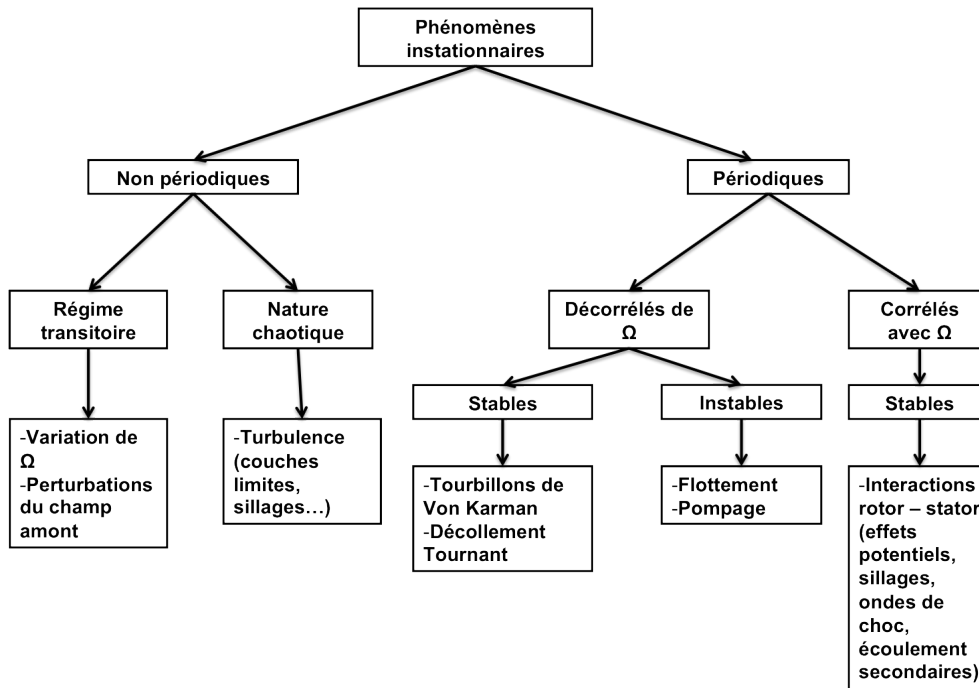 Phénomènes
instationnaires
Non périodiques
Périodiques
Régime
transitoire
Nature
chaotique
Décorrélés de
Ω
Corrélés
avec Ω
Stables
Instables
Stables
-Variation de
Ω
-Perturbations
du champ
amont
-Turbulence
(couches
limites,
sillages…)
-Tourbillons de
Von Karman
-Décollement
Tournant
-Flottement
-Pompage
-Interactions
rotor – stator
(effets
potentiels,
sillages,
ondes de
choc,
écoulement
secondaires)